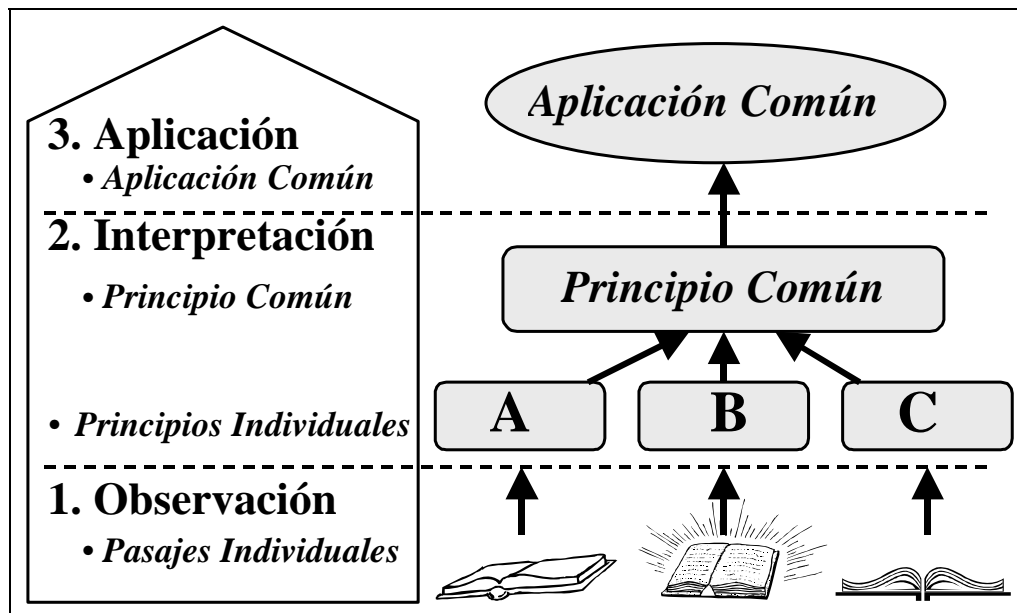 3. Aplicación
• Aplicación Común
2. Interpretación
• Principio Común
• Principios Individuales
1. Observación
• Pasajes Individuales
Aplicación Común
Principio Común
A B C